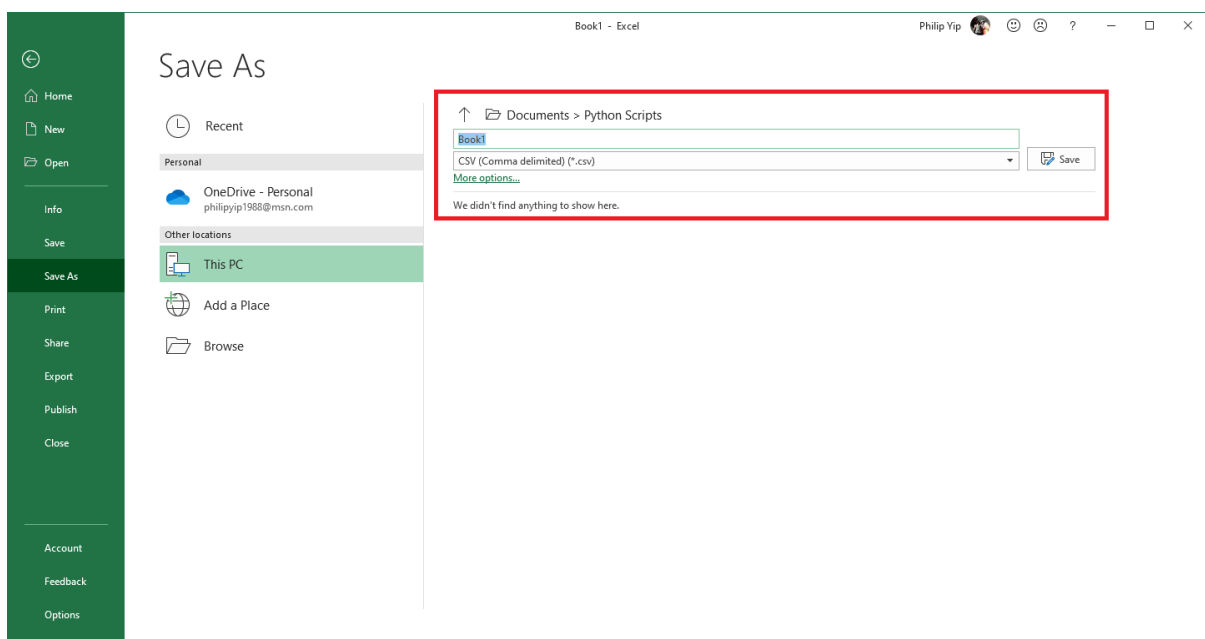 Book1 - Excel
Philip Yip
?
Save As
Home
New
Open
Info
Save
Save As
Print
Share
Export
Publish
Close
Account
Feedback
Options
Recent
Personal
OneDrive - Personal
philipyip1988@msn.com
Other locations
This PC
Add a Place
Browse
Documents > Python Scripts
Book1
CSV (Comma delimited) (*.csv)
Save
More options...
We didn't find anything to show here.